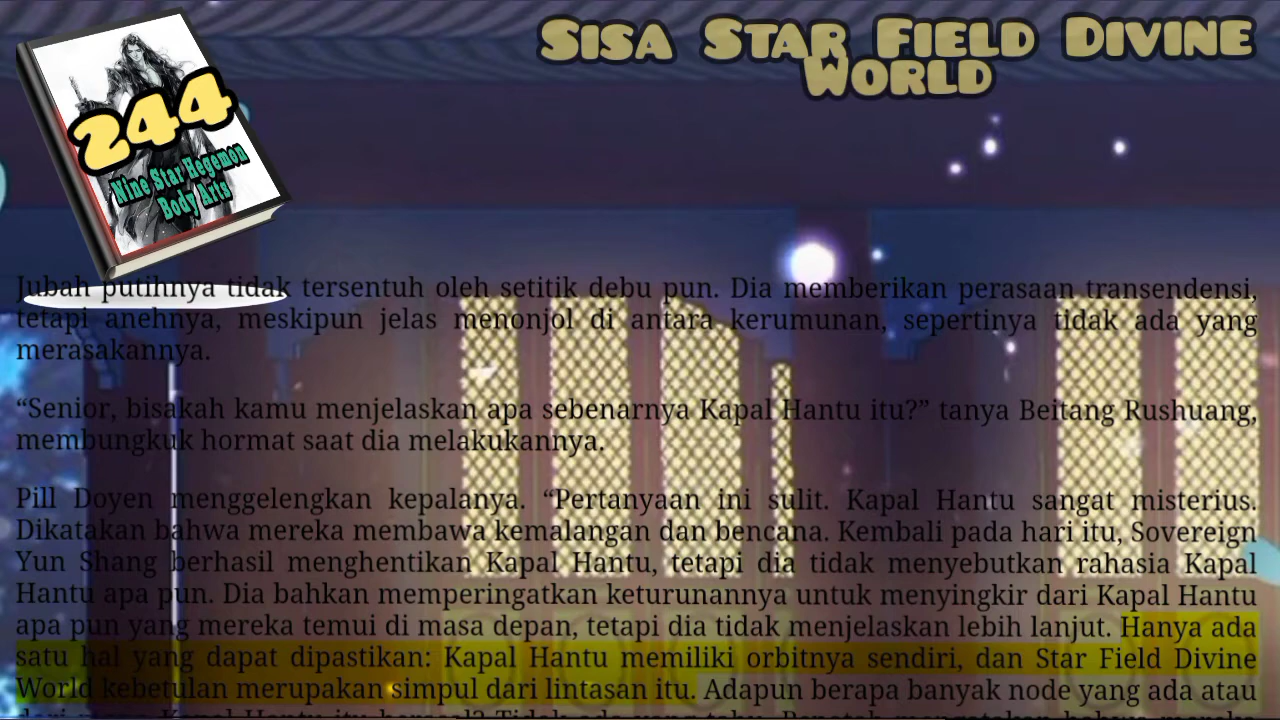 Sisa Star Field Divine
World
244
Nine Star Hegemon
Body Arts
Jubah putihnya tidak tersentuh oleh setitik debu pun. Dia memberikan perasaan transendensi,
tetapi anehnya, meskipun jelas menonjol di antara kerumunan, sepertinya tidak ada yang
merasakannya.
“Senior, bisakah kamu menjelaskan apa sebenarnya Kapal Hantu itu?” tanya Beitang Rushuang,
membungkuk hormat saat dia melakukannya.
Pill Doyen menggelengkan kepalanya. “Pertanyaan ini sulit. Kapal Hantu sangat misterius.
Dikatakan bahwa mereka membawa kemalangan dan bencana. Kembali pada hari itu, Sovereign
Yun Shang berhasil menghentikan Kapal Hantu, tetapi dia tidak menyebutkan rahasia Kapal
Hantu apa pun. Dia bahkan memperingatkan keturunannya untuk menyingkir dari Kapal Hantu
apa pun yang mereka temui di masa depan, tetapi dia tidak menjelaskan lebih lanjut. Hanya ada
satu hal yang dapat dipastikan: Kapal Hantu memiliki orbitnya sendiri, dan Star Field Divine
World kebetulan merupakan simpul dari lintasan itu. Adapun berapa banyak node yang ada atau